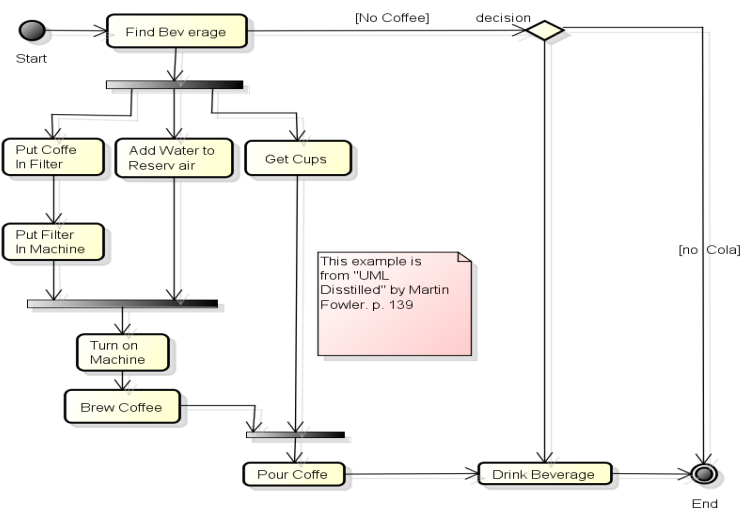 [No Coffee]
decision
Find Bev erage
Start
Put Coffe
In Filter
Add Water to
Reserv air
Get Cups
Put Filter
In Machine
[no Cola]
This example is
from "UML
Disstilled" by Martin
Fowler. p. 139
Turn on
Machine
Brew Coffee
Pour Coffe
Drink Beverage
End